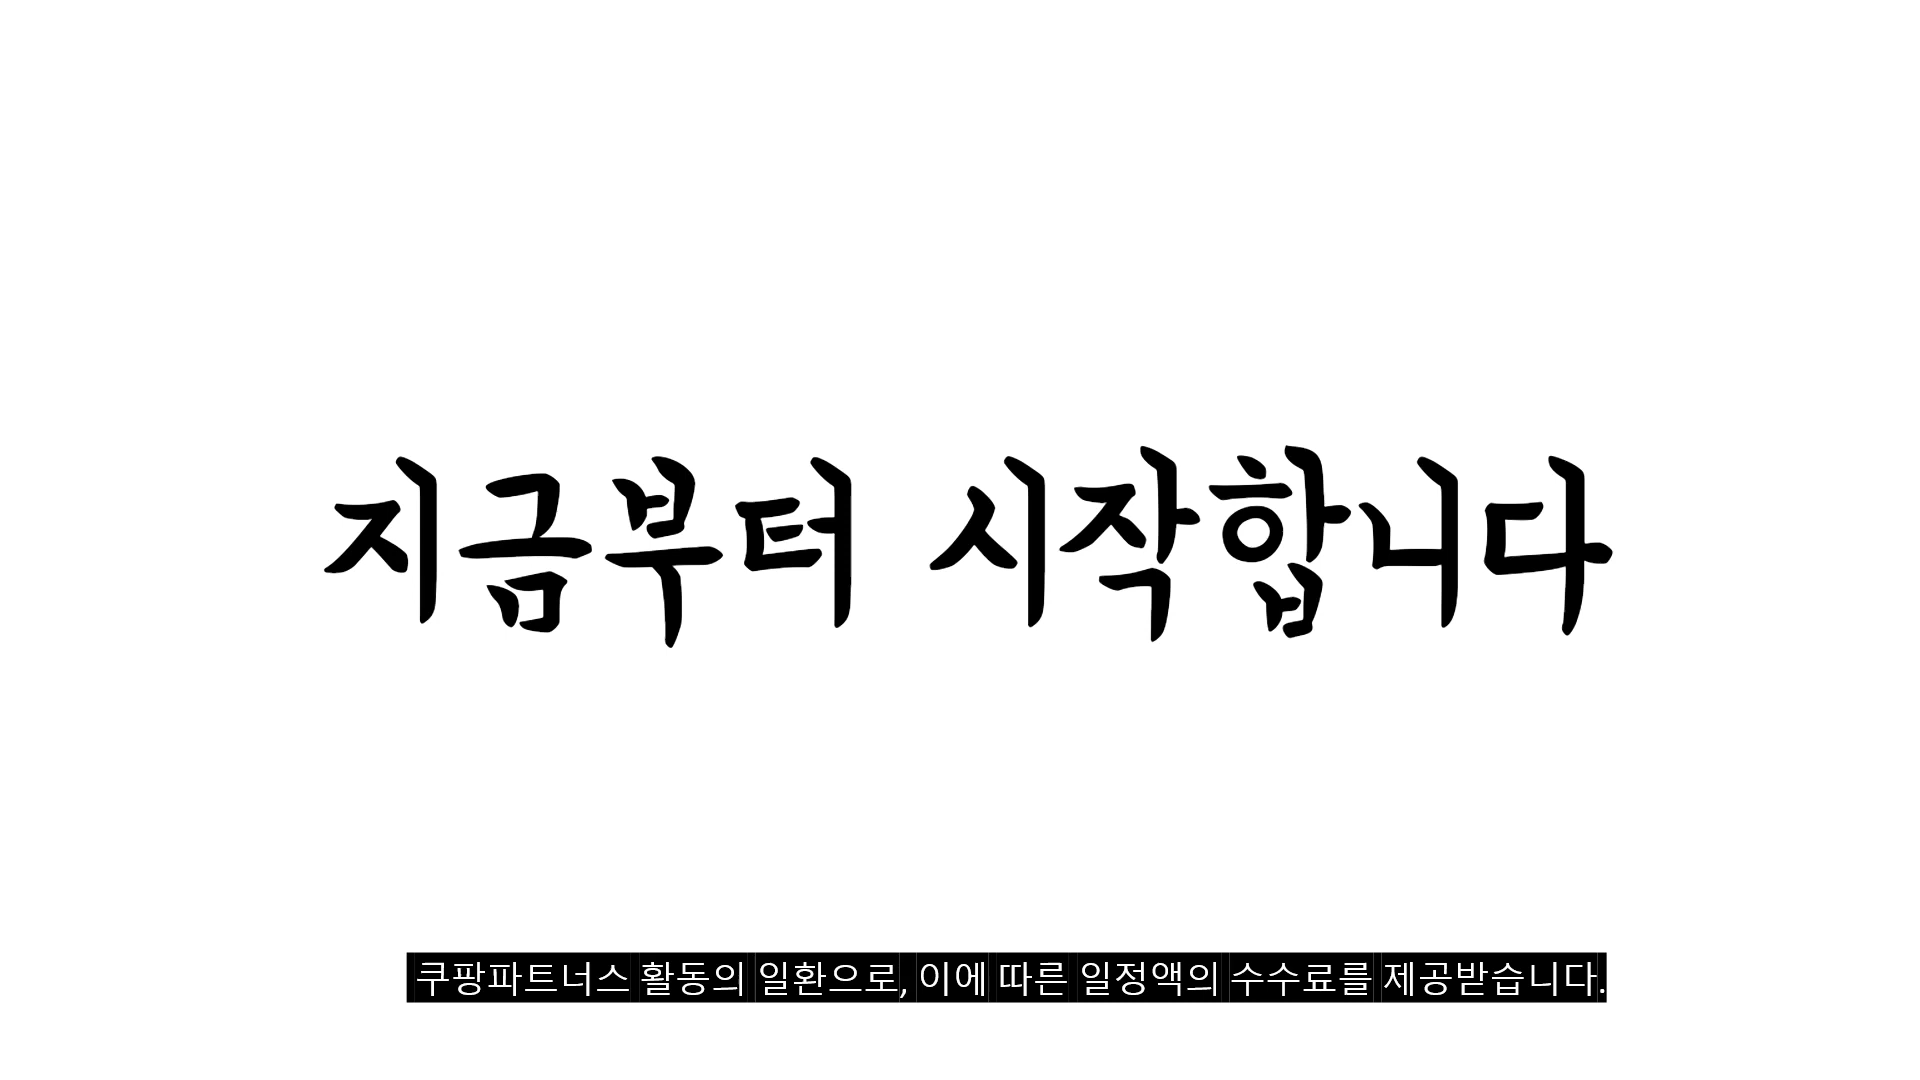 지금부터 시작합니다
쿠팡파트너스 활동의 일환으로, 이에 따른 일정액의 수수료를 제공받습니다.